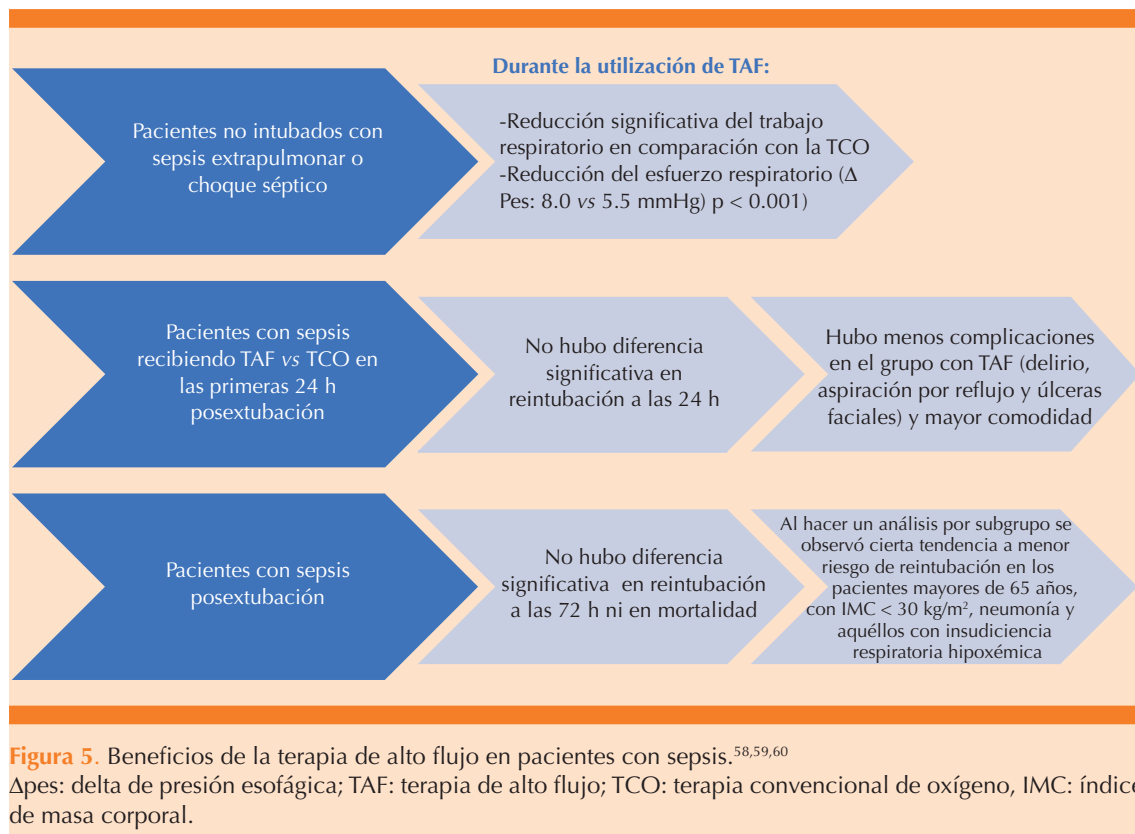 Durante la utilización de TAF:
Pacientes no intubados con
sepsis extrapulmonar o
choque séptico
-Reducción significativa del trabajo
respiratorio en comparación con la TCO
-Reducción del esfuerzo respiratorio (Δ
Pes: 8.0 vs 5.5 mmHg) p < 0.001)
Pacientes con sepsis
recibiendo TAF vs TCO en
las primeras 24 h
posextubación
No hubo diferencia
significativa en
reintubación a las 24 h
Hubo menos complicaciones
en el grupo con TAF (delirio,
aspiración por reflujo y úlceras
faciales) y mayor comodidad
Pacientes con sepsis
posextubación
No hubo diferencia
significativa en reintubación
a las 72 h ni en mortalidad
Al hacer un análisis por subgrupo se
observó cierta tendencia a menor
riesgo de reintubación en los
pacientes mayores de 65 años,
con IMC < 30 kg/m², neumonía y
aquéllos con insudiciencia
respiratoria hipoxémica
Figura 5. Beneficios de la terapia de alto flujo en pacientes con sepsis.58,59,60
Δpes: delta de presión esofágica; TAF: terapia de alto flujo; TCO: terapia convencional de oxígeno, IMC: índice
de masa corporal.